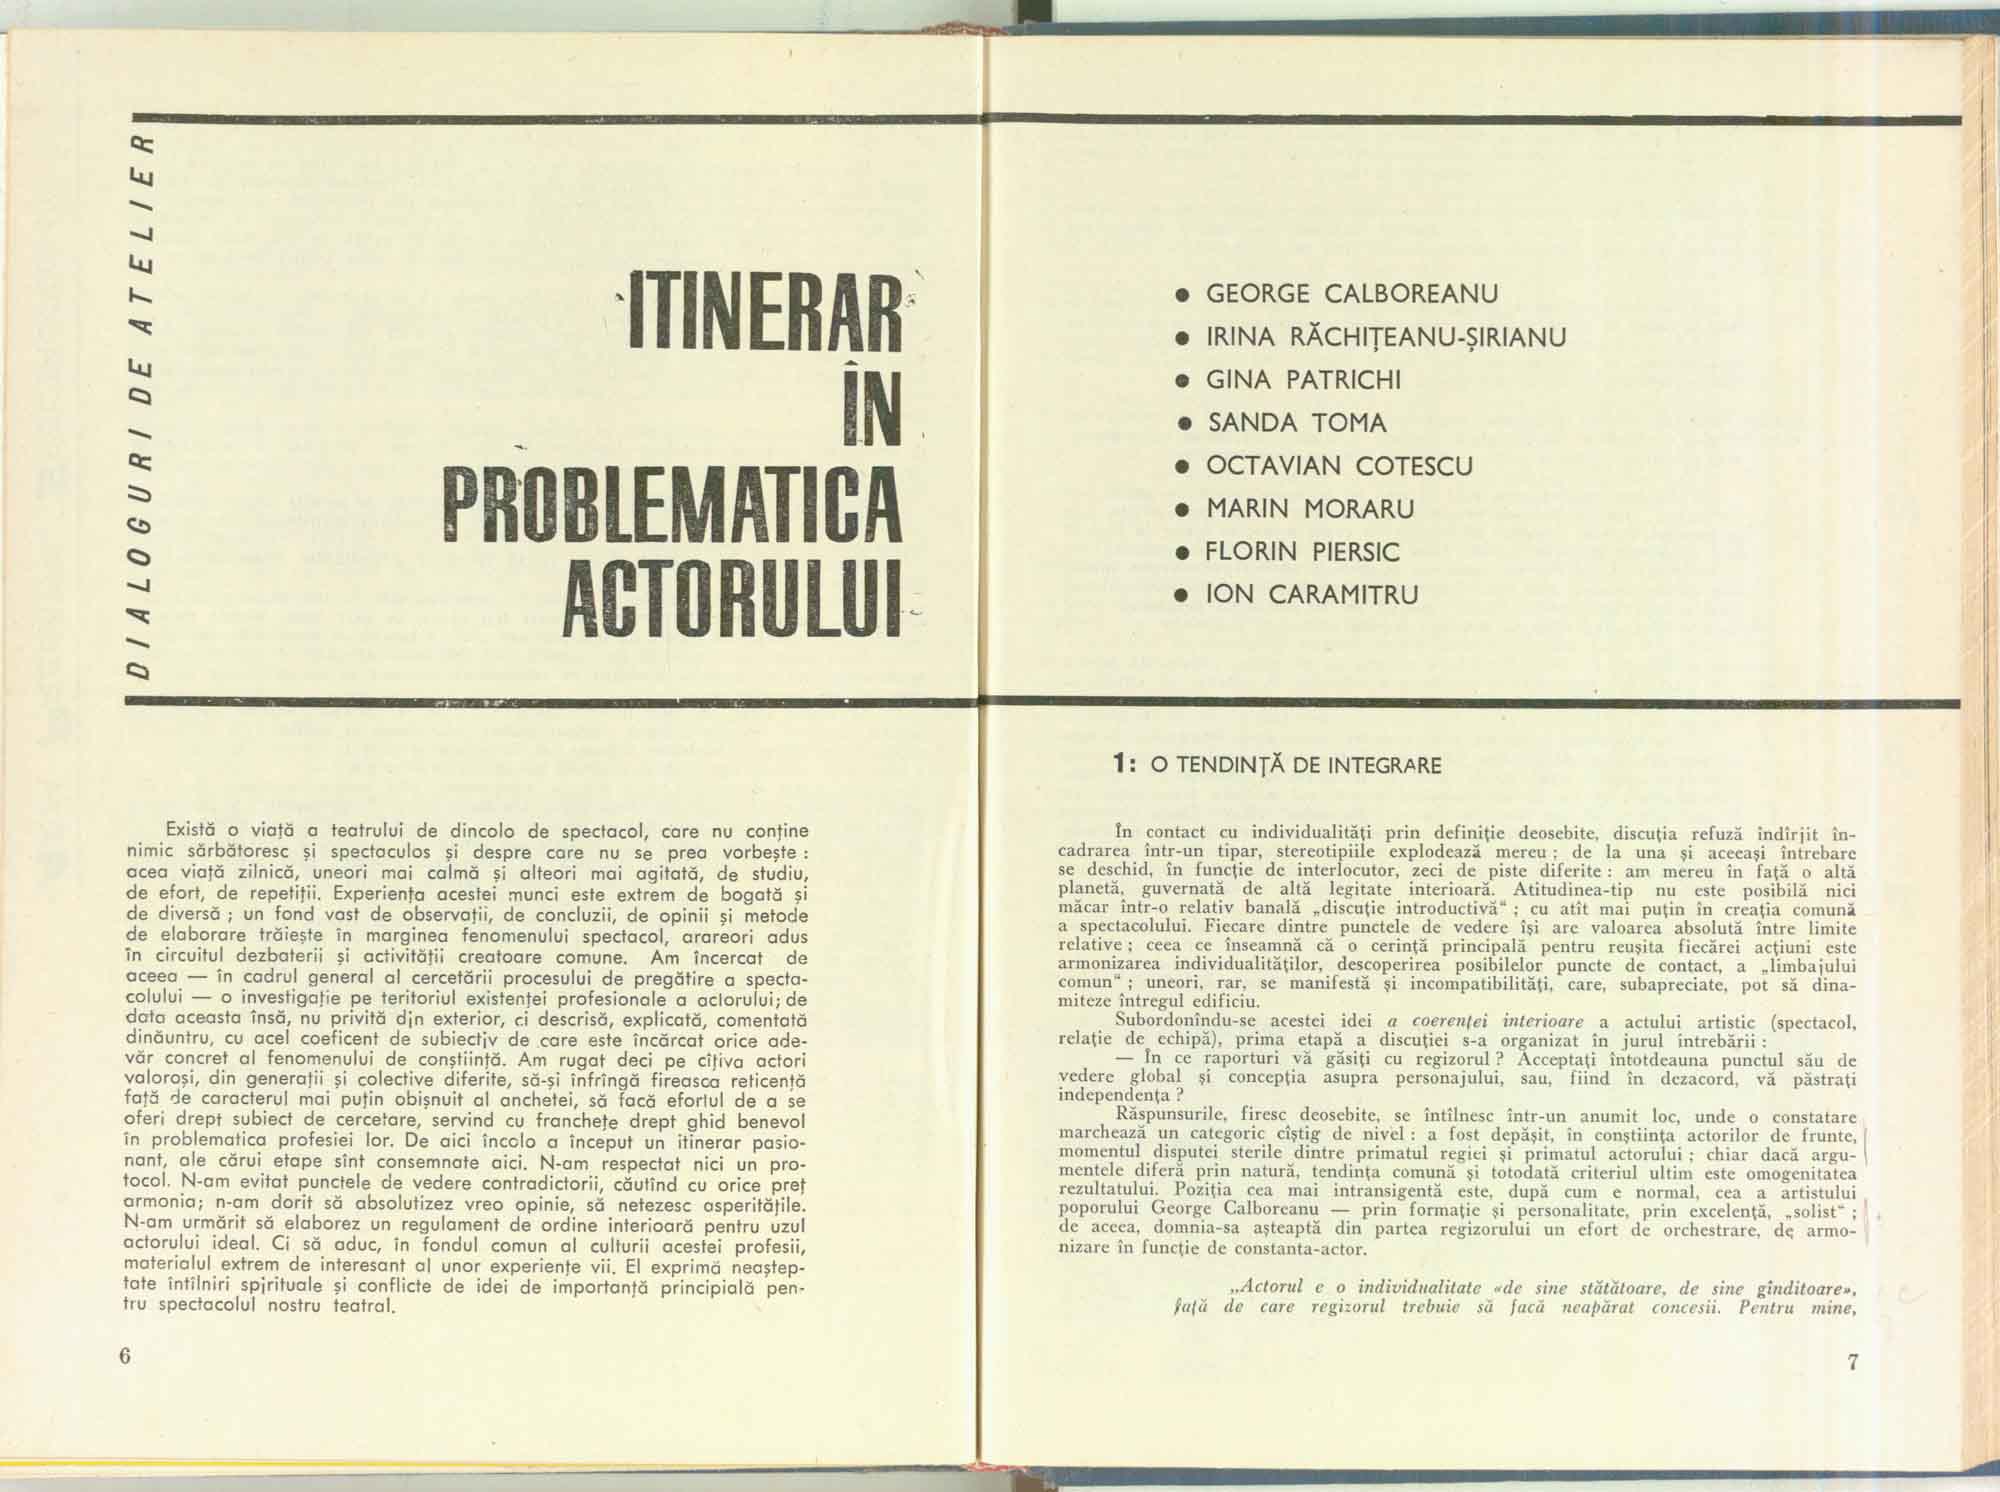 DIALOGURI DE ATELIER
ITINERAR
ÎN
PROBLEMATICA
ACTORULUI
Există o viață a teatrului de dincolo de spectacol, care nu conține
nimic sărbătoresc și spectaculos și despre care nu se prea vorbește :
acea viață zilnică, uneori mai calmă și alteori mai agitată, de studiu,
de efort, de repetiții. Experiența acestei munci este extrem de bogată și
de diversă ; un fond vast de observații, de concluzii, de opinii și metode
de elaborare trăiește în marginea fenomenului spectacol, arareori adus
în circuitul dezbaterii și activității creatoare comune. Am încercat de
aceea — în cadrul general al cercetării procesului de pregătire a specta-
colului — o investigație pe teritoriul existenței profesionale a actorului; de
data aceasta însă, nu privită din exterior, ci descrisă, explicată, comentată
dinăuntru, cu acel coeficent de subiectiv de care este încărcat orice ade-
văr concret al fenomenului de conștiință. Am rugat deci pe cîțiva actori
valoroși, din generații și colective diferite, să-și înfrîngă fireasca reticență
față de caracterul mai puțin obișnuit al anchetei, să facă efortul de a se
oferi drept subiect de cercetare, servind cu franchețe drept ghid benevol
în problematica profesiei lor. De aici încolo a început un itinerar pasio-
nant, ale cărui etape sînt consemnate aici. N-am respectat nici un pro-
tocol. N-am evitat punctele de vedere contradictorii, căutînd cu orice preț
armonia; n-am dorit să absolutizez vreo opinie, să netezesc asperitățile.
N-am urmărit să elaborez un regulament de ordine interioară pentru uzul
actorului ideal. Ci să aduc, în fondul comun al culturii acestei profesii,
materialul extrem de interesant al unor experiențe vii. El exprimă neaștep-
tate întîlniri spirituale și conflicte de idei de importanță principială pen-
tru spectacolul nostru teatral.
6
● GEORGE CALBOREANU
● IRINA RĂCHIȚEANU-ȘIRIANU
● GINA PATRICHI
● SANDA TOMA
● OCTAVIAN COTESCU
● MARIN MORARU
● FLORIN PIERSIC
● ION CARAMITRU
1: O TENDINȚĂ DE INTEGRARE
În contact cu individualități prin definiție deosebite, discuția refuză îndîrjit în-
cadrarea într-un tipar, stereotipiile explodează mereu ; de la una și aceeași întrebare
se deschid, în funcție de interlocutor, zeci de piste diferite : am mereu în față o altă
planetă, guvernată de altă legitate interioară. Atitudinea-tip nu este posibilă nici
măcar într-o relativ banală „discuție introductivă“ ; cu atît mai puțin în creația comună
a spectacolului. Fiecare dintre punctele de vedere își are valoarea absolută între limite
relative ; ceea ce înseamnă că o cerință principală pentru reușita fiecărei acțiuni este
armonizarea individualităților, descoperirea posibilelor puncte de contact, a „limbajului
comun“ ; uneori, rar, se manifestă și incompatibilități, care, subapreciate, pot să dina-
miteze întregul edificiu.
Subordonîndu-se acestei idei a coerenței interioare a actului artistic (spectacol,
relație de echipă), prima etapă a discuției s-a organizat în jurul întrebării :
— În ce raporturi vă găsiți cu regizorul ? Acceptați întotdeauna punctul său de
vedere global și concepția asupra personajului, sau, fiind în dezacord, vă păstrați
independența ?
Răspunsurile, firesc deosebite, se întîlnesc într-un anumit loc, unde o constatare
marchează un categoric cîștig de nivel : a fost depășit, în conștiința actorilor de frunte,
momentul disputei sterile dintre primatul regiei și primatul actorului ; chiar dacă argu-
mentele diferă prin natură, tendința comună și totodată criteriul ultim este omogenitatea
rezultatului. Poziția cea mai intransigentă este, după cum e normal, cea a artistului
poporului George Calboreanu — prin formație și personalitate, prin excelență, „solist“ ;
de aceea, domnia-sa așteaptă din partea regizorului un efort de orchestrare, de armo-
nizare în funcție de constanta-actor.
„Actorul e o individualitate «de sine stătătoare, de sine gînditoare»,
față de care regizorul trebuie să facă neapărat concesii. Pentru mine,
7